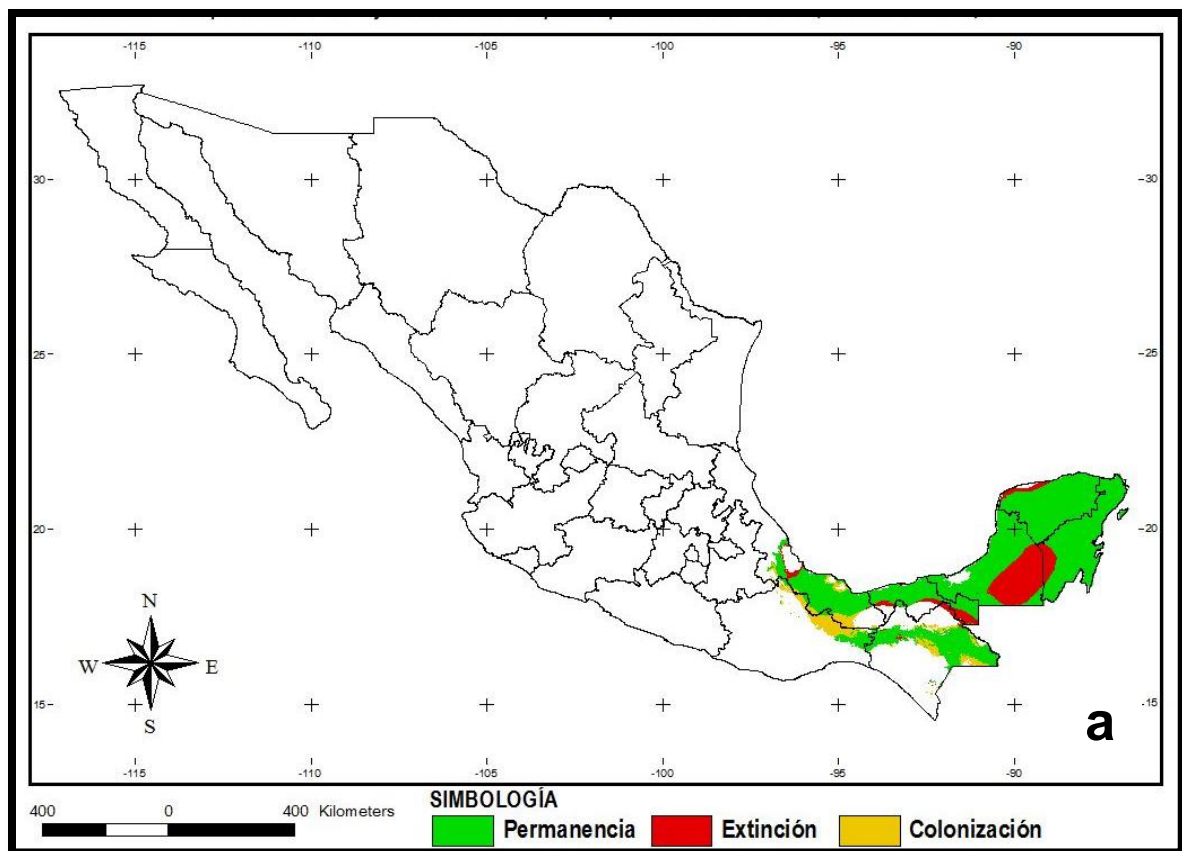 -115 -110 -105 -100 -95 -90
30 -30
25 -25
20 -20
15 -15
N
W E
S
a
-115 -110 -105 -100 -95 -90
400 0 400 Kilometers
SIMBOLOGÍA
Permanencia Extinción Colonización